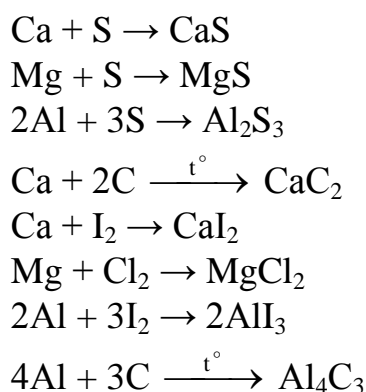 Ca + S → CaS
Mg + S → MgS
2Al + 3S → Al₂S₃
Ca + 2C —t°→ CaC₂
Ca + I₂ → CaI₂
Mg + Cl₂ → MgCl₂
2Al + 3I₂ → 2AlI₃
4Al + 3C —t°→ Al₄C₃